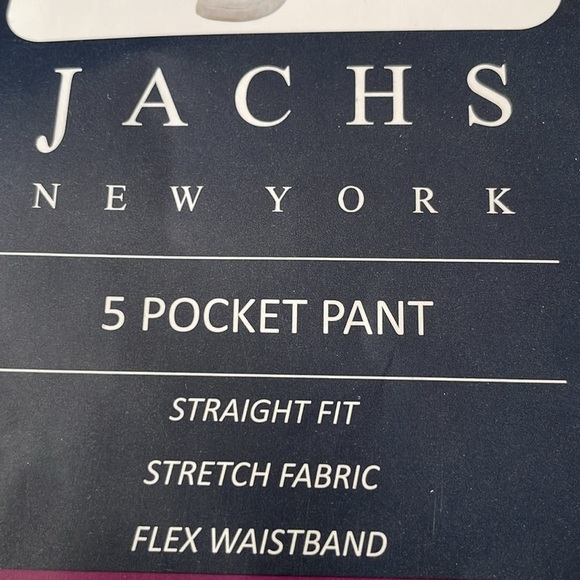 JACHS
NEW YORK
5 POCKET PANT
STRAIGHT FIT
STRETCH FABRIC
FLEX WAISTBAND